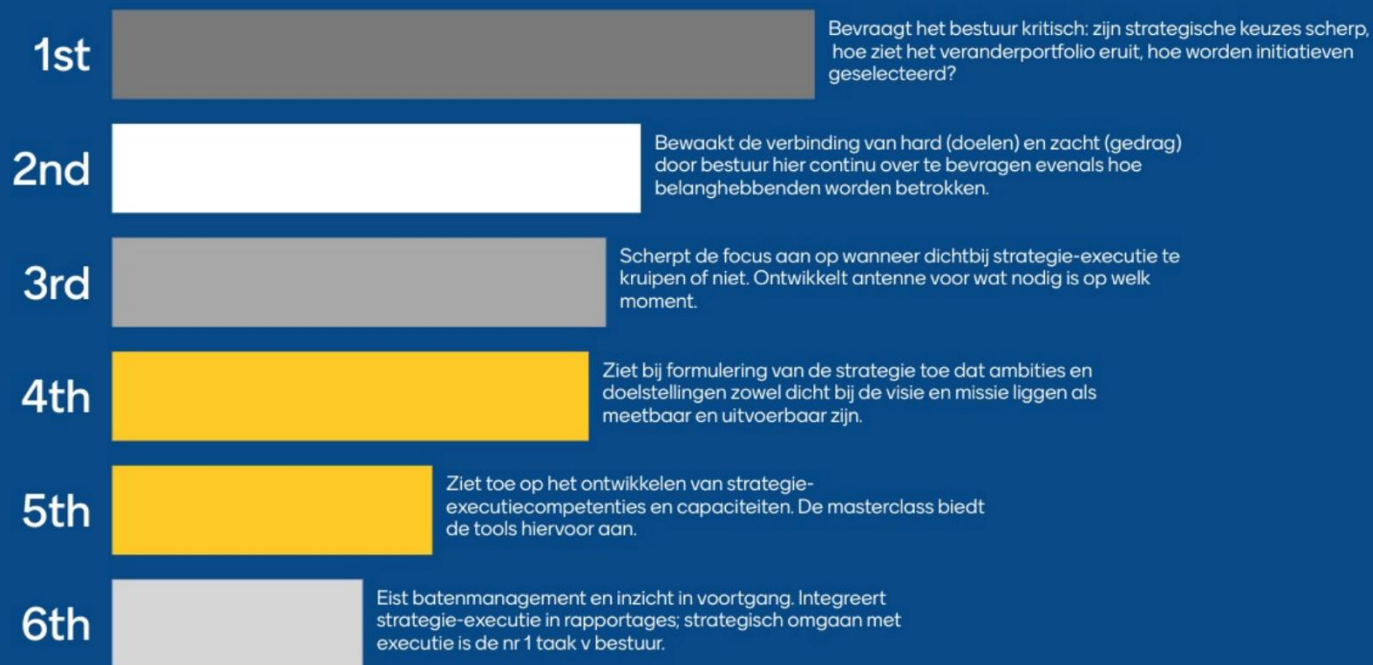 1st
Bevraagt het bestuur kritisch: zijn strategische keuzes scherp,
hoe ziet het veranderportfolio eruit, hoe worden initiatieven
geselecteerd?
2nd
Bewaakt de verbinding van hard (doelen) en zacht (gedrag)
door bestuur hier continu over te bevragen evenals hoe
belanghebbenden worden betrokken.
3rd
Scherpt de focus aan op wanneer dichtbij strategie-executie te
kruipen of niet. Ontwikkelt antenne voor wat nodig is op welk
moment.
4th
Ziet bij formulering van de strategie toe dat ambities en
doelstellingen zowel dicht bij de visie en missie liggen als
meetbaar en uitvoerbaar zijn.
5th
Ziet toe op het ontwikkelen van strategie-
executiecompetenties en capaciteiten. De masterclass biedt
de tools hiervoor aan.
6th
Eist batenmanagement en inzicht in voortgang. Integreert
strategie-executie in rapportages; strategisch omgaan met
executie is de nr 1 taak v bestuur.